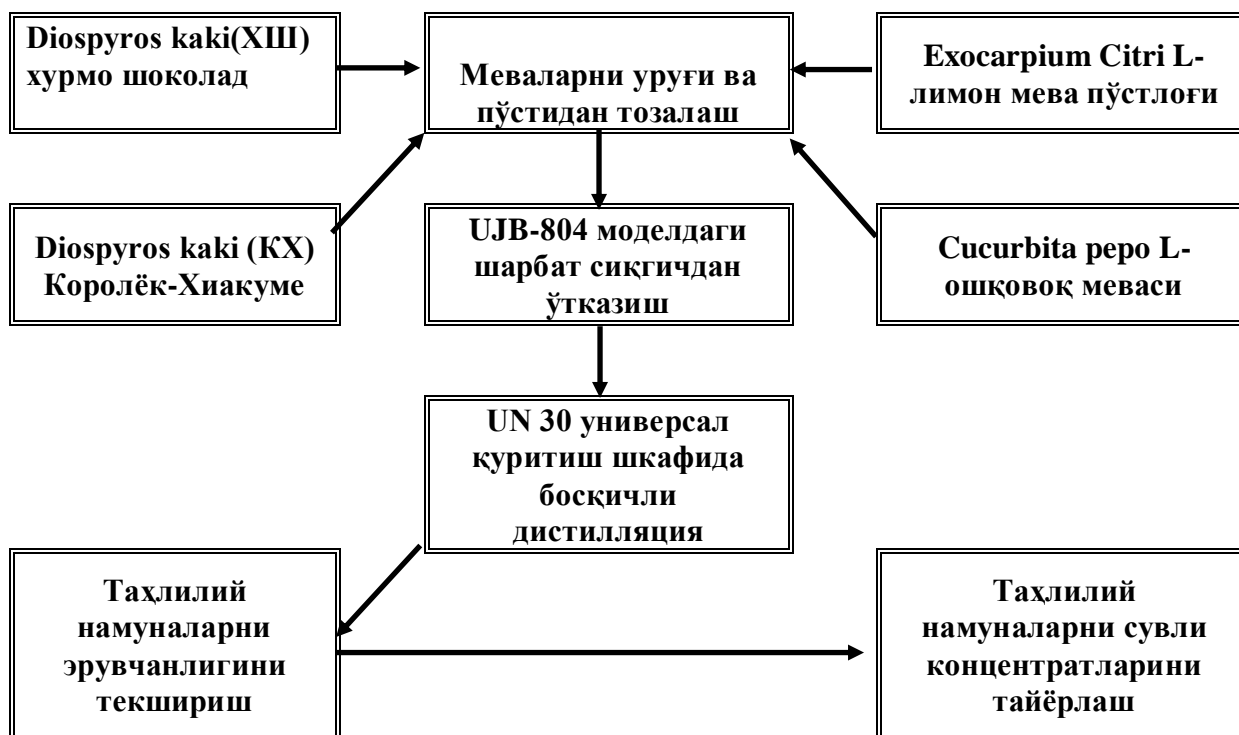 Diospyros kaki(ХШ)
хурмо шоколад
Меваларни уруғи ва
пўстидан тозалаш
Exocarpium Citri L-
лимон мева пўстлоғи
Diospyros kaki (КХ)
Королёк-Хиакуме
UJB-804 моделдаги
шарбат сиқгичдан
ўтказиш
Cucurbita pepo L-
ошқовоқ меваси
UN 30 универсал
қуритиш шкафида
босқичли
дистилляция
Таҳлилий
намуналарни
эрувчанлигини
текшириш
Таҳлилий
намуналарни сувли
концентратларини
тайёрлаш